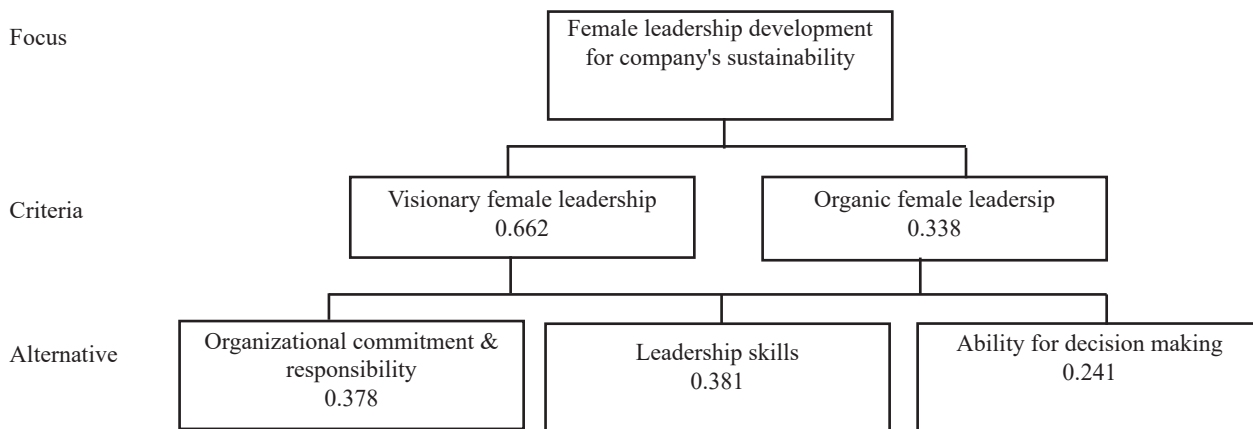 Focus
Female leadership development
for company's sustainability
Criteria
Visionary female leadership
0.662
Organic female leadersip
0.338
Alternative
Organizational commitment &
responsibility
0.378
Leadership skills
0.381
Ability for decision making
0.241